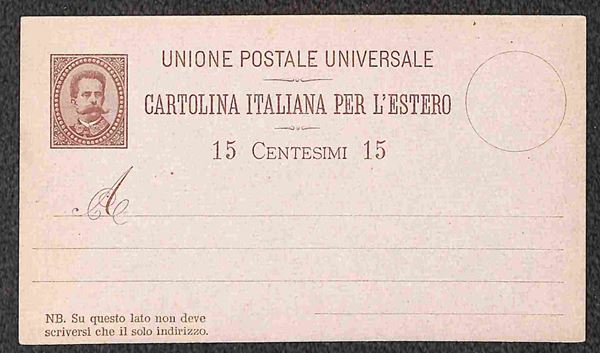 UNIONE POSTALE UNIVERSALE
CARTOLINA ITALIANA PER L'ESTERO
15 CENTESIMI 15
A
NB. Su questo lato non deve
scriversi che il solo indirizzo.